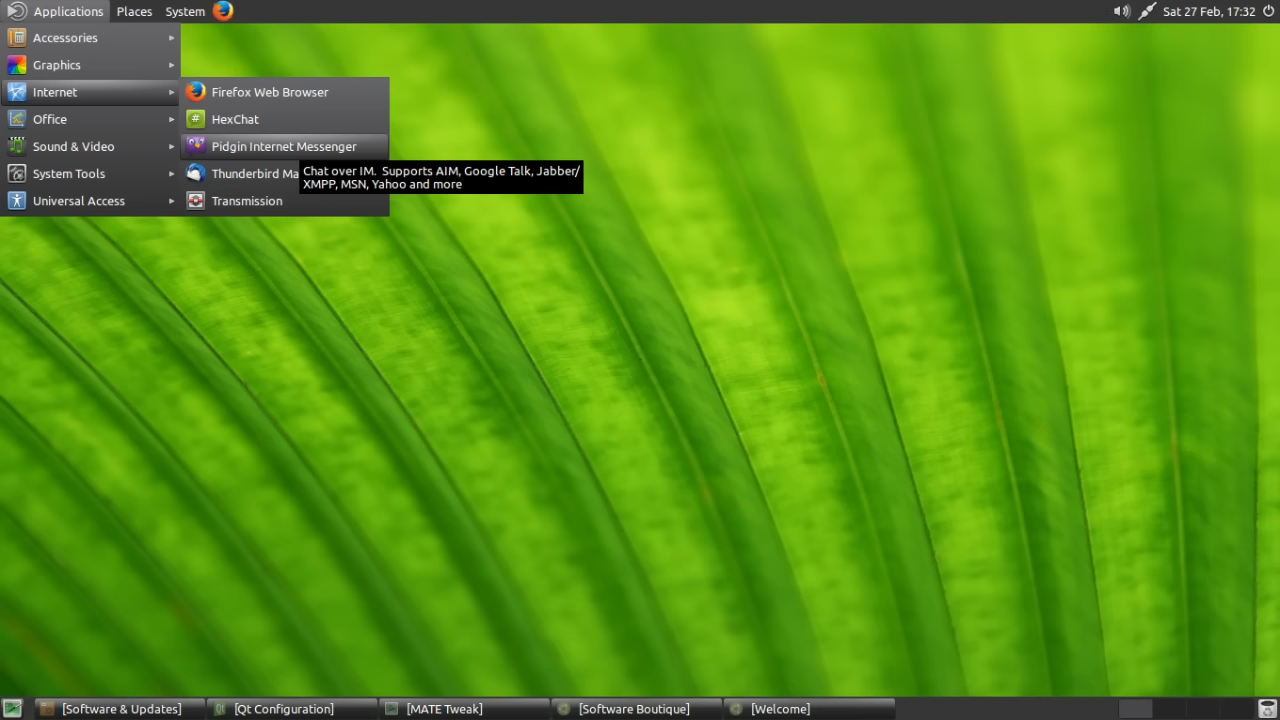 Applications Places System Sat 27 Feb, 17:32
Accessories
Graphics
Internet
Office
Sound & Video
System Tools
Universal Access
Firefox Web Browser
HexChat
Pidgin Internet Messenger
Thunderbird Ma
Transmission
Chat over IM. Supports AIM, Google Talk, Jabber/
XMPP, MSN, Yahoo and more
[Software & Updates] [Qt Configuration] [MATE Tweak] [Software Boutique] [Welcome]